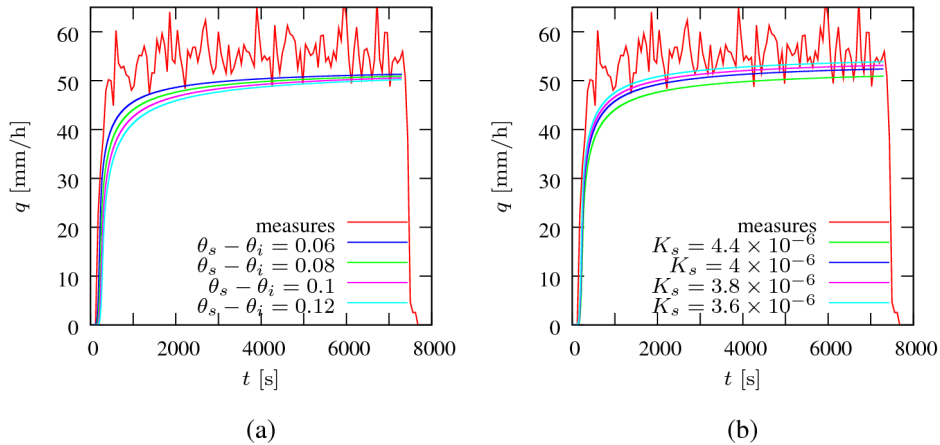 60
50
40
30
20
10
0
q [mm/h]
measures
θs − θi = 0.06
θs − θi = 0.08
θs − θi = 0.1
θs − θi = 0.12
0 2000 4000 6000 8000
t [s]
(a)
60
50
40
30
20
10
0
q [mm/h]
measures
Ks = 4.4 × 10⁻⁶
Ks = 4 × 10⁻⁶
Ks = 3.8 × 10⁻⁶
Ks = 3.6 × 10⁻⁶
0 2000 4000 6000 8000
t [s]
(b)